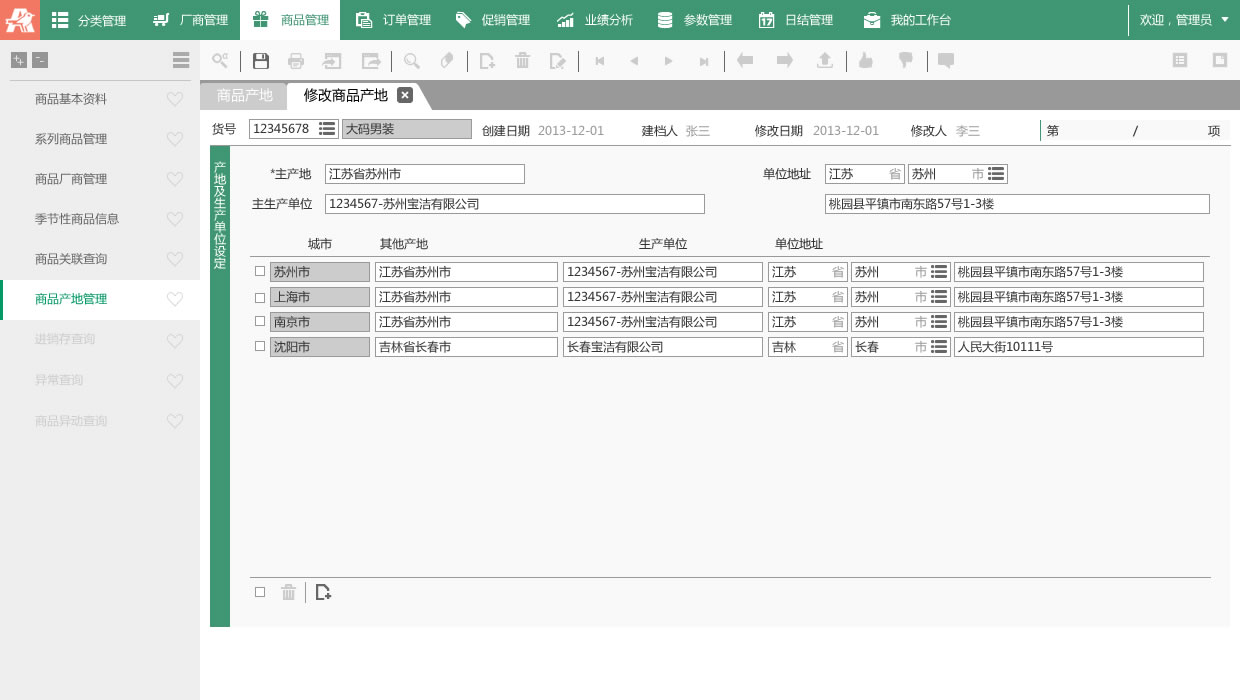 分类管理 厂商管理 商品管理 订单管理 促销管理 业绩分析 参数管理 日结管理 我的工作台 欢迎，管理员
商品基本资料
系列商品管理
商品厂商管理
季节性商品信息
商品关联查询
商品产地管理
进销存查询
异常查询
商品异动查询
商品产地 修改商品产地
货号 12345678 大码男装 创建日期 2013-12-01 建档人 张三 修改日期 2013-12-01 修改人 李三 第 / 项
产地及生产单位设定
*主产地 江苏省苏州市 单位地址 江苏 省 苏州 市
主生产单位 1234567-苏州宝洁有限公司 桃园县平镇市南东路57号1-3楼
城市 其他产地 生产单位 单位地址
苏州市 江苏省苏州市 1234567-苏州宝洁有限公司 江苏 省 苏州 市 桃园县平镇市南东路57号1-3楼
上海市 江苏省苏州市 1234567-苏州宝洁有限公司 江苏 省 苏州 市 桃园县平镇市南东路57号1-3楼
南京市 江苏省苏州市 1234567-苏州宝洁有限公司 江苏 省 苏州 市 桃园县平镇市南东路57号1-3楼
沈阳市 吉林省长春市 长春宝洁有限公司 吉林 省 长春 市 人民大街10111号